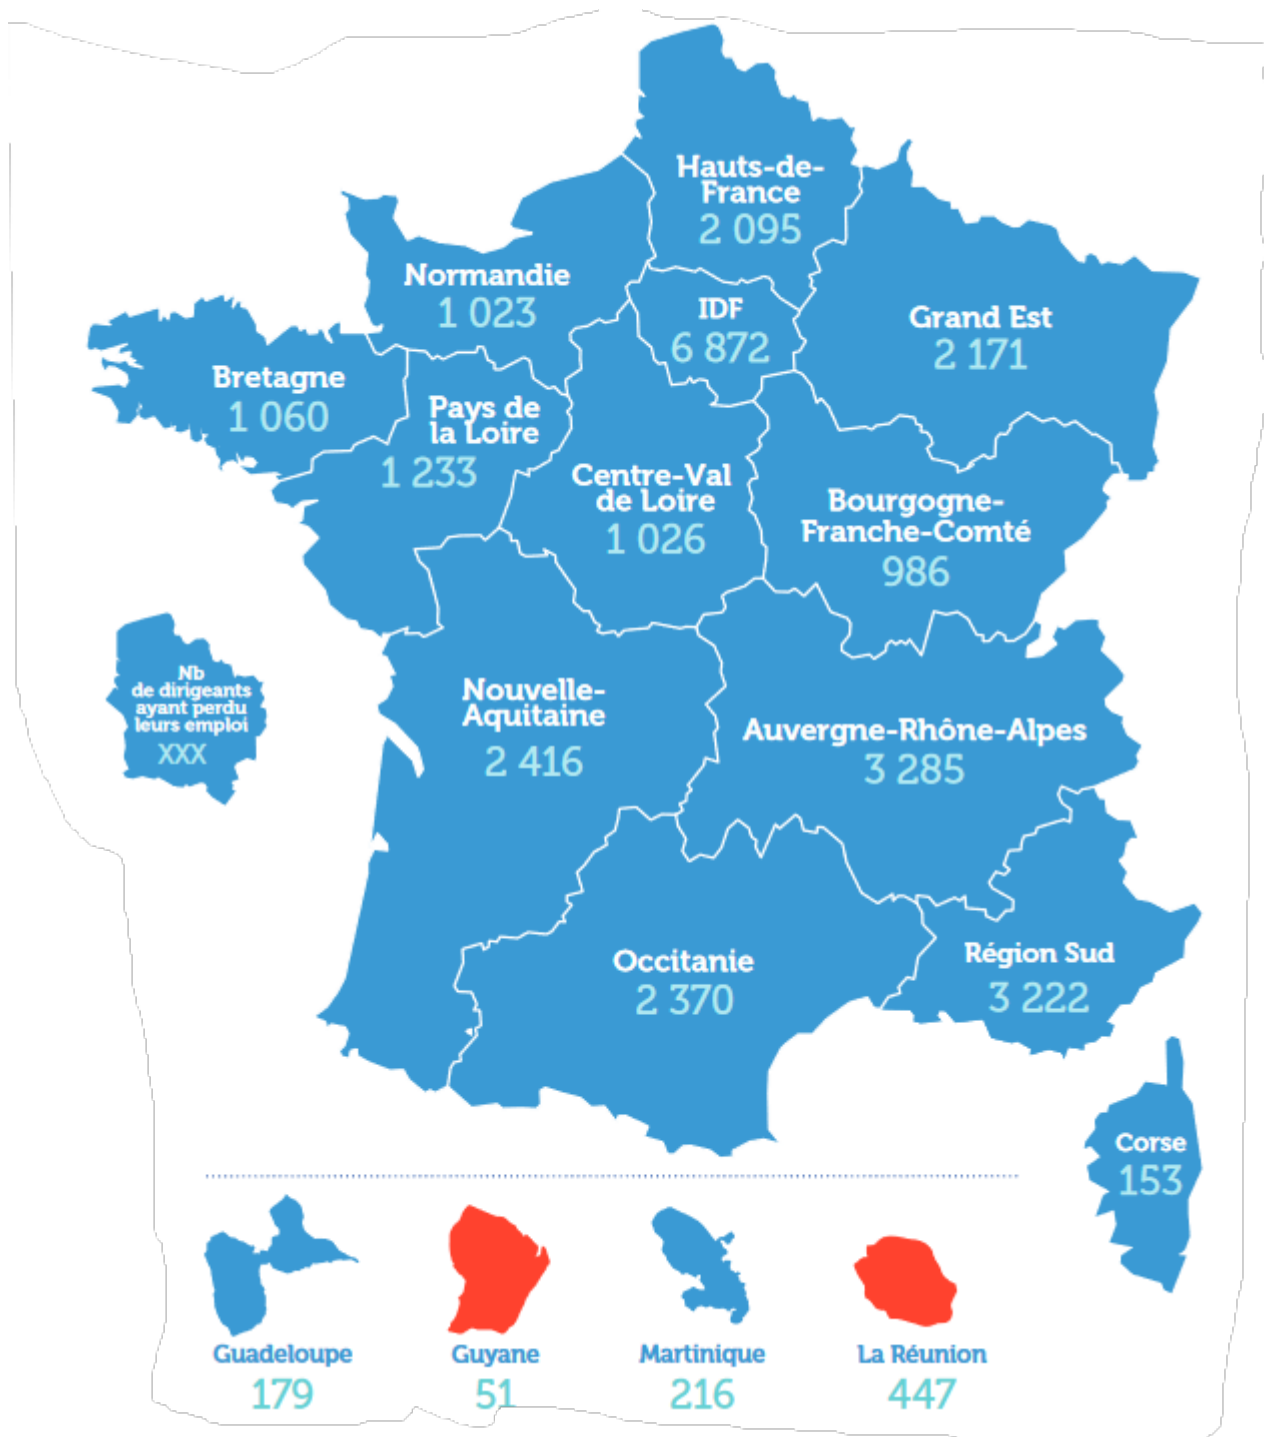 Hauts-de-
France
2 095
Normandie
1 023
IDF
6 872
Grand Est
2 171
Bretagne
1 060
Pays de
la Loire
1 233
Centre-Val
de Loire
1 026
Bourgogne-
Franche-Comté
986
Nb
de dirigeants
ayant perdu
leurs emploi
XXX
Nouvelle-
Aquitaine
2 416
Auvergne-Rhône-Alpes
3 285
Occitanie
2 370
Région Sud
3 222
Corse
153
Guadeloupe
179
Guyane
51
Martinique
216
La Réunion
447